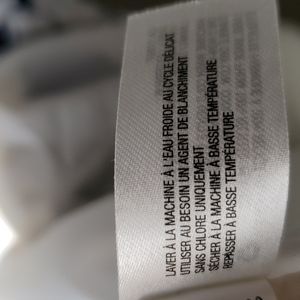 LAVER À LA MACHINE À L'EAU FROIDE AU CYCLE DÉLICAT
UTILISER AU BESOIN UN AGENT DE BLANCHIMENT
SANS CHLORE UNIQUEMENT
SÉCHER À LA MACHINE À BASSE TEMPÉRATURE
REPASSER À BASSE TEMPÉRATURE